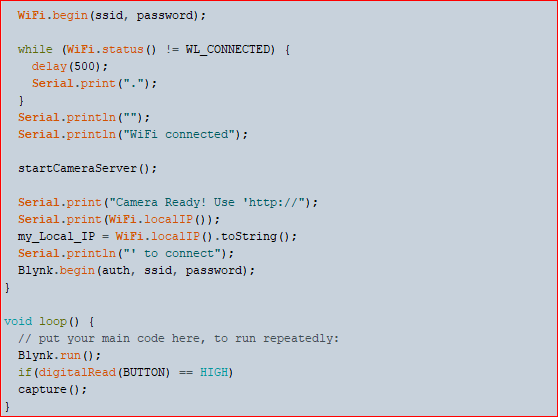 WiFi.begin(ssid, password);
while (WiFi.status() != WL_CONNECTED) {
delay(500);
Serial.print(".");
}
Serial.println("");
Serial.println("WiFi connected");
startCameraServer();
Serial.print("Camera Ready! Use 'http://");
Serial.print(WiFi.localIP());
my_Local_IP = WiFi.localIP().toString();
Serial.println("' to connect");
Blynk.begin(auth, ssid, password);
}
void loop() {
// put your main code here, to run repeatedly:
Blynk.run();
if(digitalRead(BUTTON) == HIGH)
capture();
}